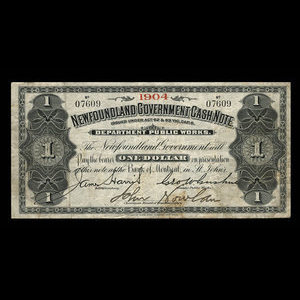 1904
Nº Nº
1 07609 07609 1
NEWFOUNDLAND GOVERNMENT CASH NOTE
DEPARTMENT PUBLIC WORKS.
The Newfoundland Government will
1 Pay the bearer ONE DOLLAR on presentation 1
of this note at the Bank of Montreal, in St. John's
1 1